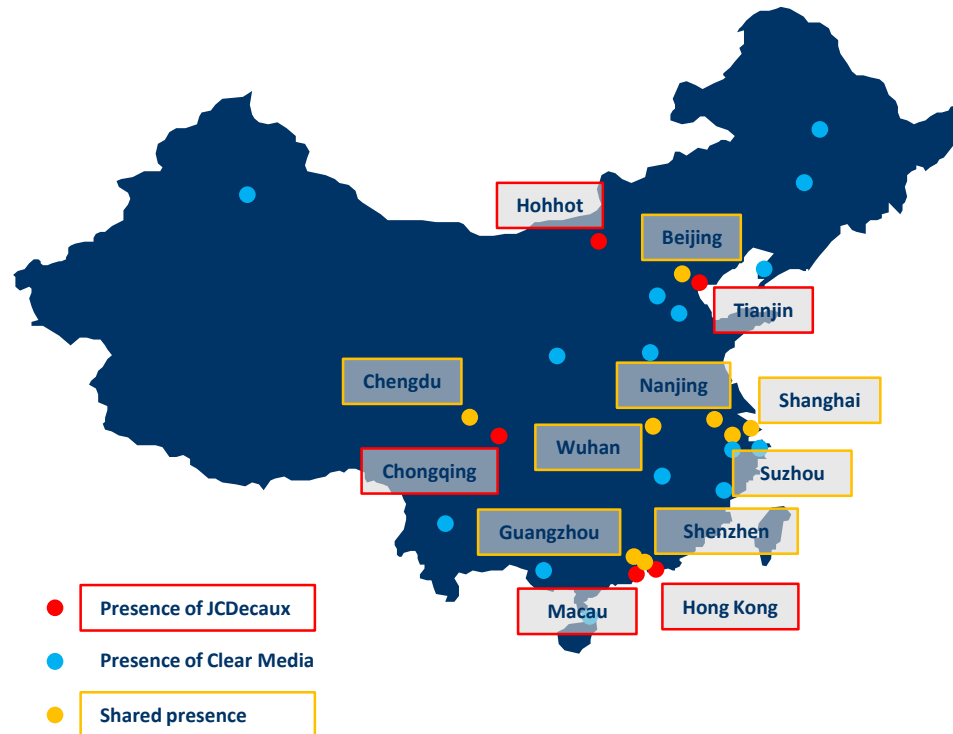 Hohhot
Beijing
Tianjin
Chengdu
Nanjing
Shanghai
Wuhan
Chongqing
Suzhou
Guangzhou
Shenzhen
Macau
Hong Kong
Presence of JCDecaux
Presence of Clear Media
Shared presence